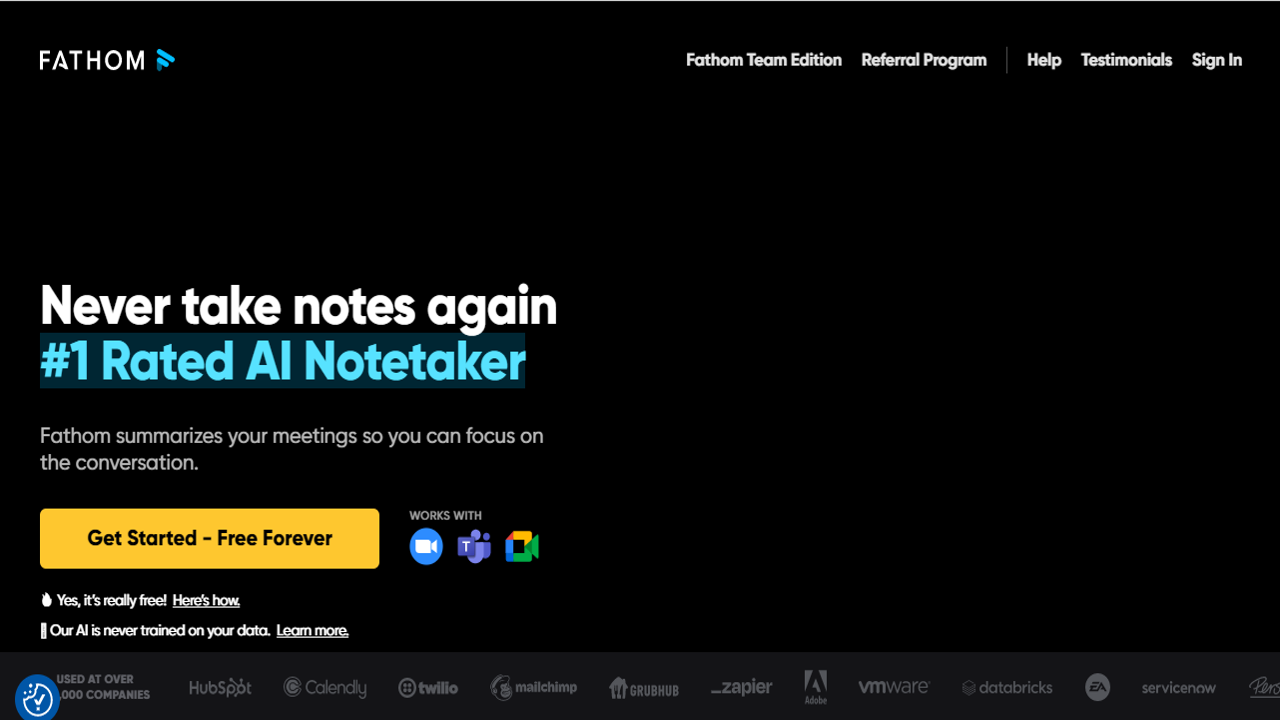 FATHOM
Fathom Team Edition Referral Program Help Testimonials Sign In
Never take notes again
#1 Rated AI Notetaker
Fathom summarizes your meetings so you can focus on
the conversation.
Get Started - Free Forever
WORKS WITH
T
Yes, it's really free! Here's how.
Our AI is never trained on your data. Learn more.
USED AT OVER
,000 COMPANIES
HubSpot Calendly twilio mailchimp GRUBHUB _zapier Adobe vmware databricks EA servicenow